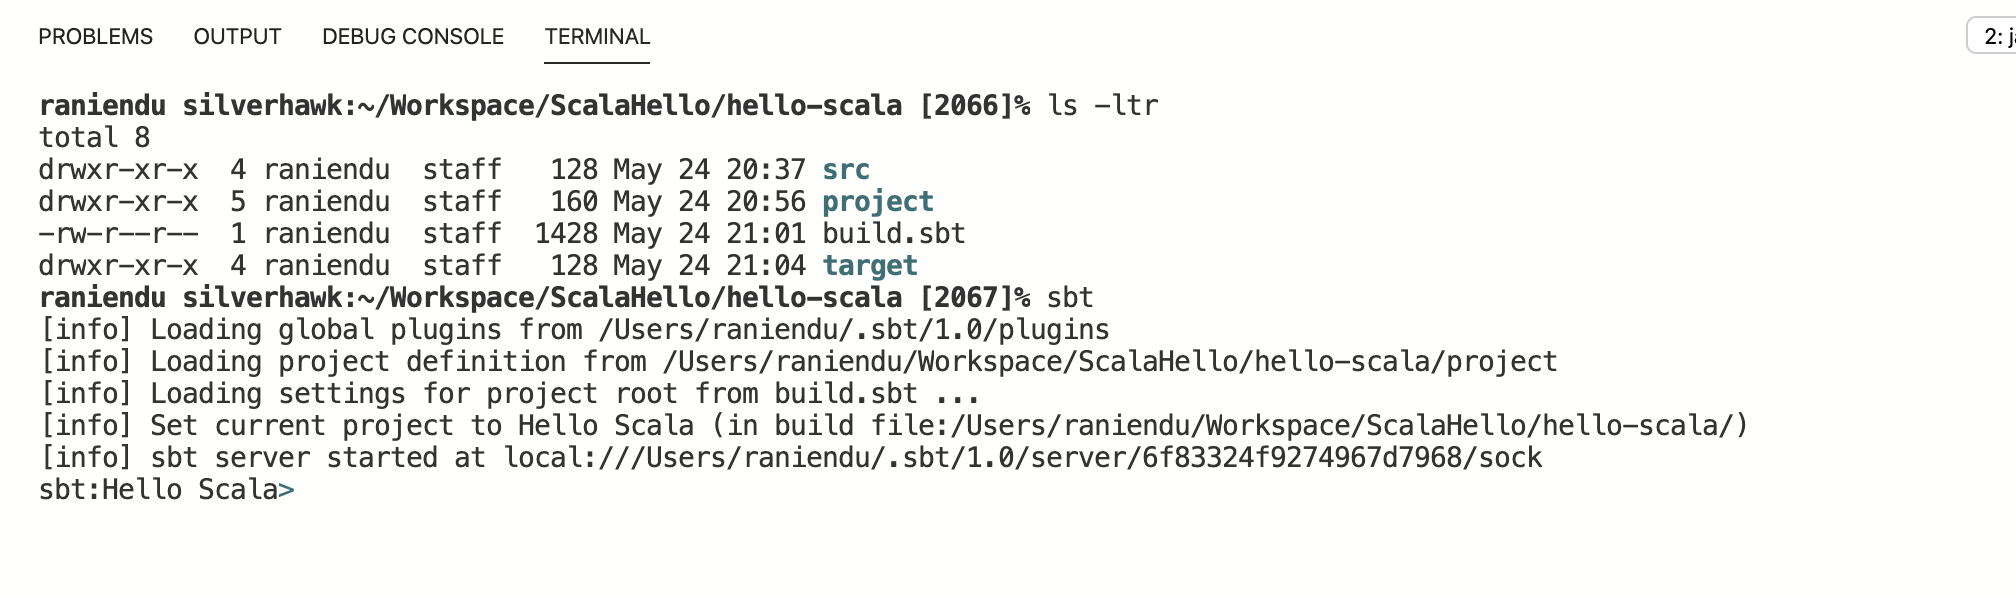 PROBLEMS OUTPUT DEBUG CONSOLE TERMINAL 2: ja
raniendu silverhawk:~/Workspace/ScalaHello/hello-scala [2066]% ls -ltr
total 8
drwxr-xr-x  4 raniendu  staff   128 May 24 20:37 src
drwxr-xr-x  5 raniendu  staff   160 May 24 20:56 project
-rw-r--r--  1 raniendu  staff  1428 May 24 21:01 build.sbt
drwxr-xr-x  4 raniendu  staff   128 May 24 21:04 target
raniendu silverhawk:~/Workspace/ScalaHello/hello-scala [2067]% sbt
[info] Loading global plugins from /Users/raniendu/.sbt/1.0/plugins
[info] Loading project definition from /Users/raniendu/Workspace/ScalaHello/hello-scala/project
[info] Loading settings for project root from build.sbt ...
[info] Set current project to Hello Scala (in build file:/Users/raniendu/Workspace/ScalaHello/hello-scala/)
[info] sbt server started at local:///Users/raniendu/.sbt/1.0/server/6f83324f9274967d7968/sock
sbt:Hello Scala>